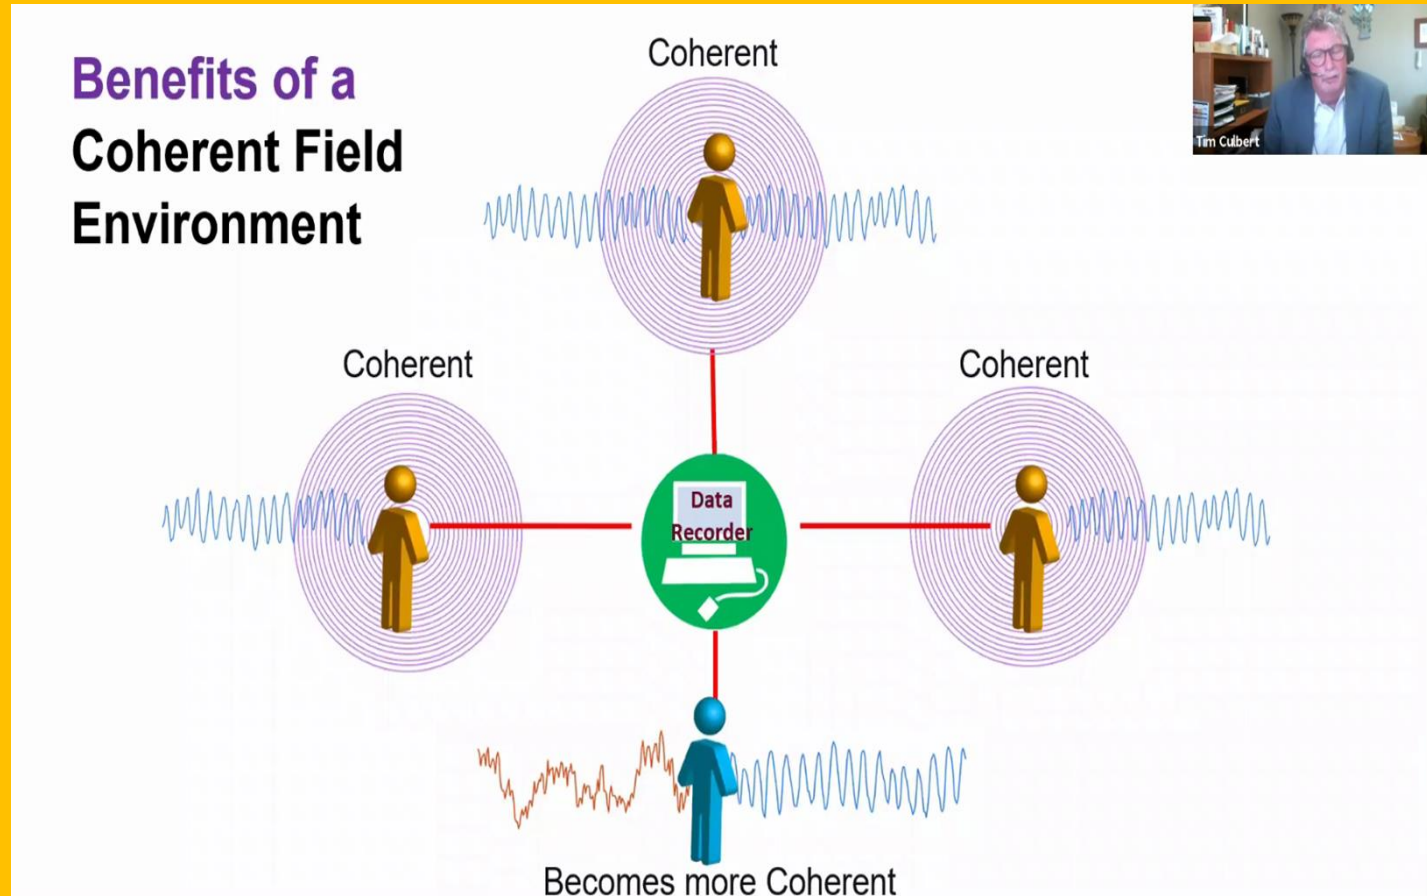 Benefits of a
Coherent Field
Environment
Coherent
Tim Culbert
Coherent
Coherent
Data
Recorder
Becomes more Coherent